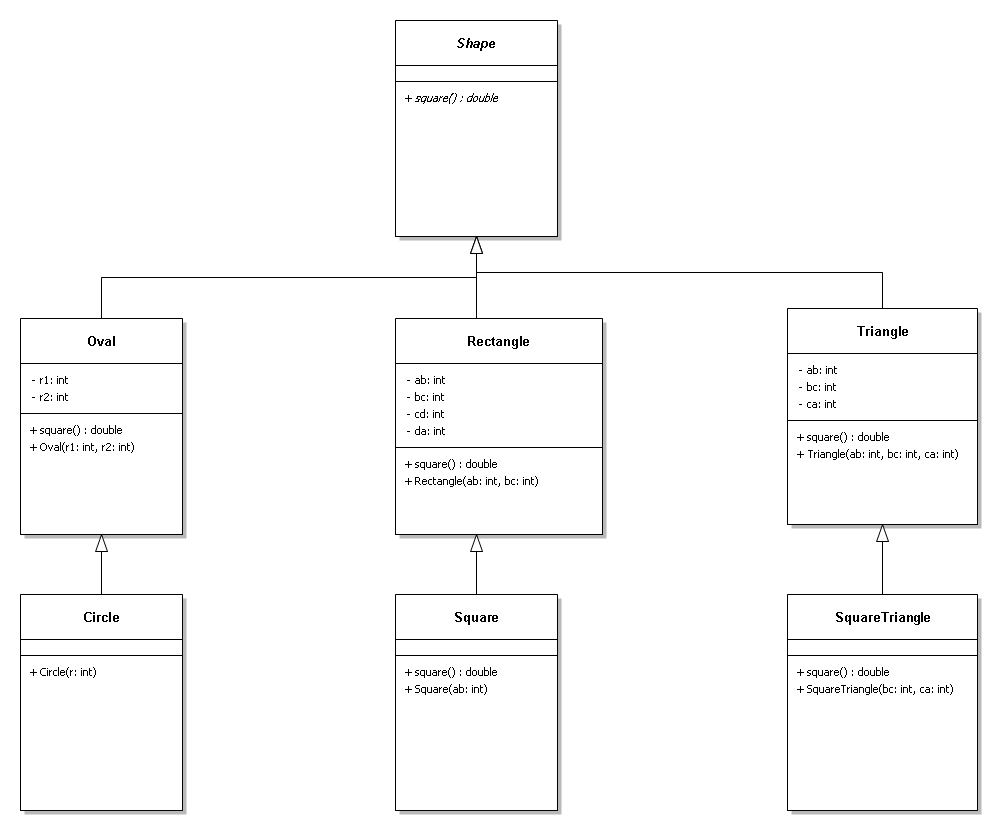 Shape
+ square() : double
Oval
- r1: int
- r2: int
+ square() : double
+ Oval(r1: int, r2: int)
Rectangle
- ab: int
- bc: int
- cd: int
- da: int
+ square() : double
+ Rectangle(ab: int, bc: int)
Triangle
- ab: int
- bc: int
- ca: int
+ square() : double
+ Triangle(ab: int, bc: int, ca: int)
Circle
+ Circle(r: int)
Square
+ square() : double
+ Square(ab: int)
SquareTriangle
+ square() : double
+ SquareTriangle(bc: int, ca: int)